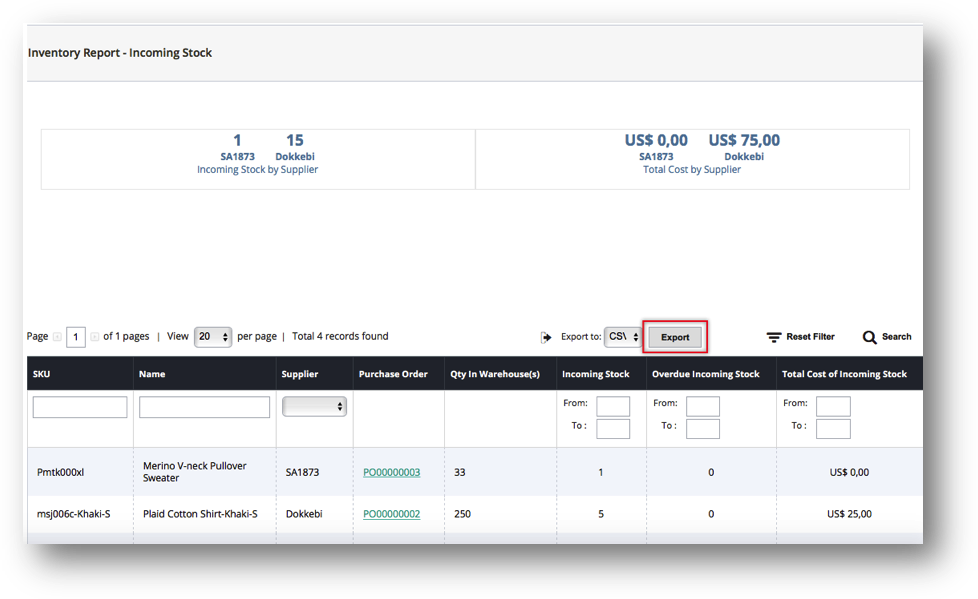 Inventory Report - Incoming Stock
1 15
SA1873 Dokkebi
Incoming Stock by Supplier
US$ 0,00 US$ 75,00
SA1873 Dokkebi
Total Cost by Supplier
Page 1 of 1 pages | View 20 per page | Total 4 records found Export to: CSV Export Reset Filter Search
SKU Name Supplier Purchase Order Qty In Warehouse(s) Incoming Stock Overdue Incoming Stock Total Cost of Incoming Stock
From: From: From:
To : To : To :
Pmtk000xl Merino V-neck Pullover Sweater SA1873 PO00000003 33 1 0 US$ 0,00
msj006c-Khaki-S Plaid Cotton Shirt-Khaki-S Dokkebi PO00000002 250 5 0 US$ 25,00